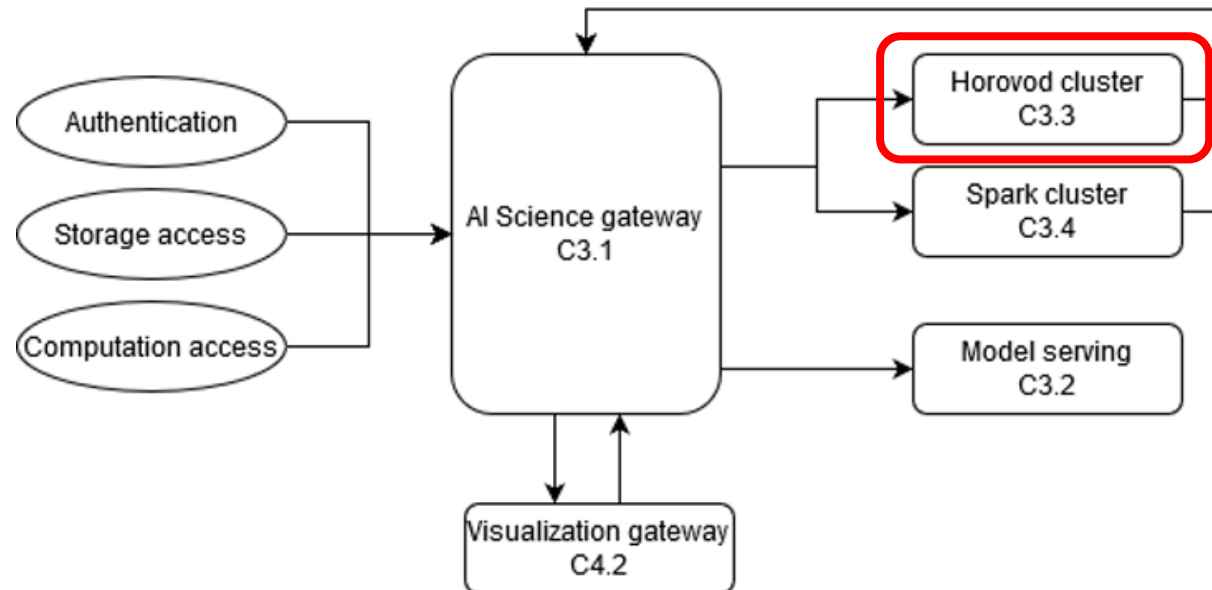 Authentication
Storage access
Computation access
AI Science gateway
C3.1
Horovod cluster
C3.3
Spark cluster
C3.4
Model serving
C3.2
Visualization gateway
C4.2